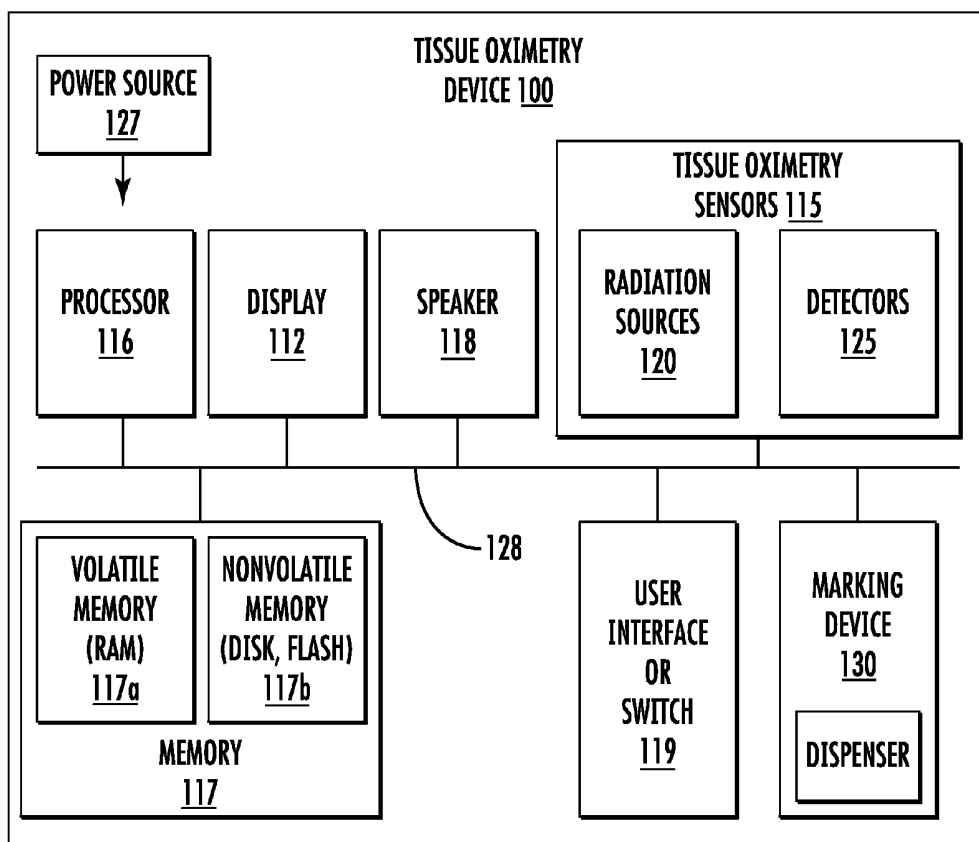 TISSUE OXIMETRY
DEVICE 100
POWER SOURCE
127
TISSUE OXIMETRY
SENSORS 115
PROCESSOR
116
DISPLAY
112
SPEAKER
118
RADIATION
SOURCES
120
DETECTORS
125
128
VOLATILE
MEMORY
(RAM)
117a
NONVOLATILE
MEMORY
(DISK, FLASH)
117b
MEMORY
117
USER
INTERFACE
OR
SWITCH
119
MARKING
DEVICE
130
DISPENSER